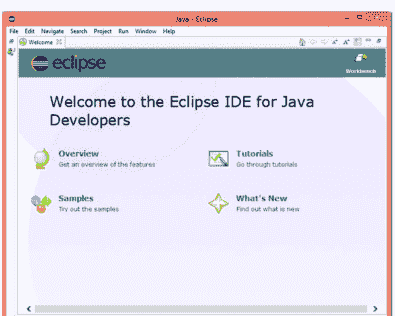 Java - Eclipse
File Edit Navigate Search Project Run Window Help
Welcome
eclipse
Workbench
Welcome to the Eclipse IDE for Java
Developers
Overview
Get an overview of the features
Tutorials
Go through tutorials
Samples
Try out the samples
What's New
Find out what is new